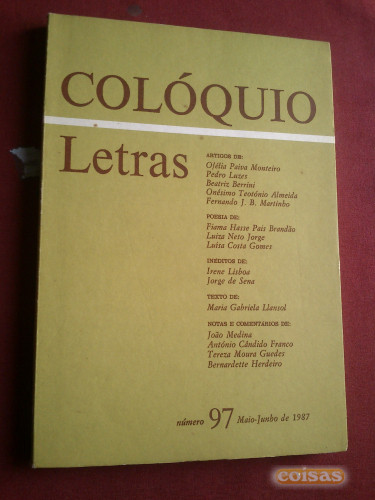 COLÓQUIO
Letras
ARTIGOS DE:
Ofélia Paiva Monteiro
Pedro Luzes
Beatriz Berrini
Onésimo Teotónio Almeida
Fernando J. B. Martinho
POESIA DE:
Fiama Hasse Pais Brandão
Luiza Neto Jorge
Luísa Costa Gomes
INÉDITOS DE:
Irene Lisboa
Jorge de Sena
TEXTO DE:
Maria Gabriela Llansol
NOTAS E COMENTÁRIOS DE:
João Medina
António Cândido Franco
Tereza Moura Guedes
Bernardette Herdeiro
número 97 Maio-Junho de 1987
coisas